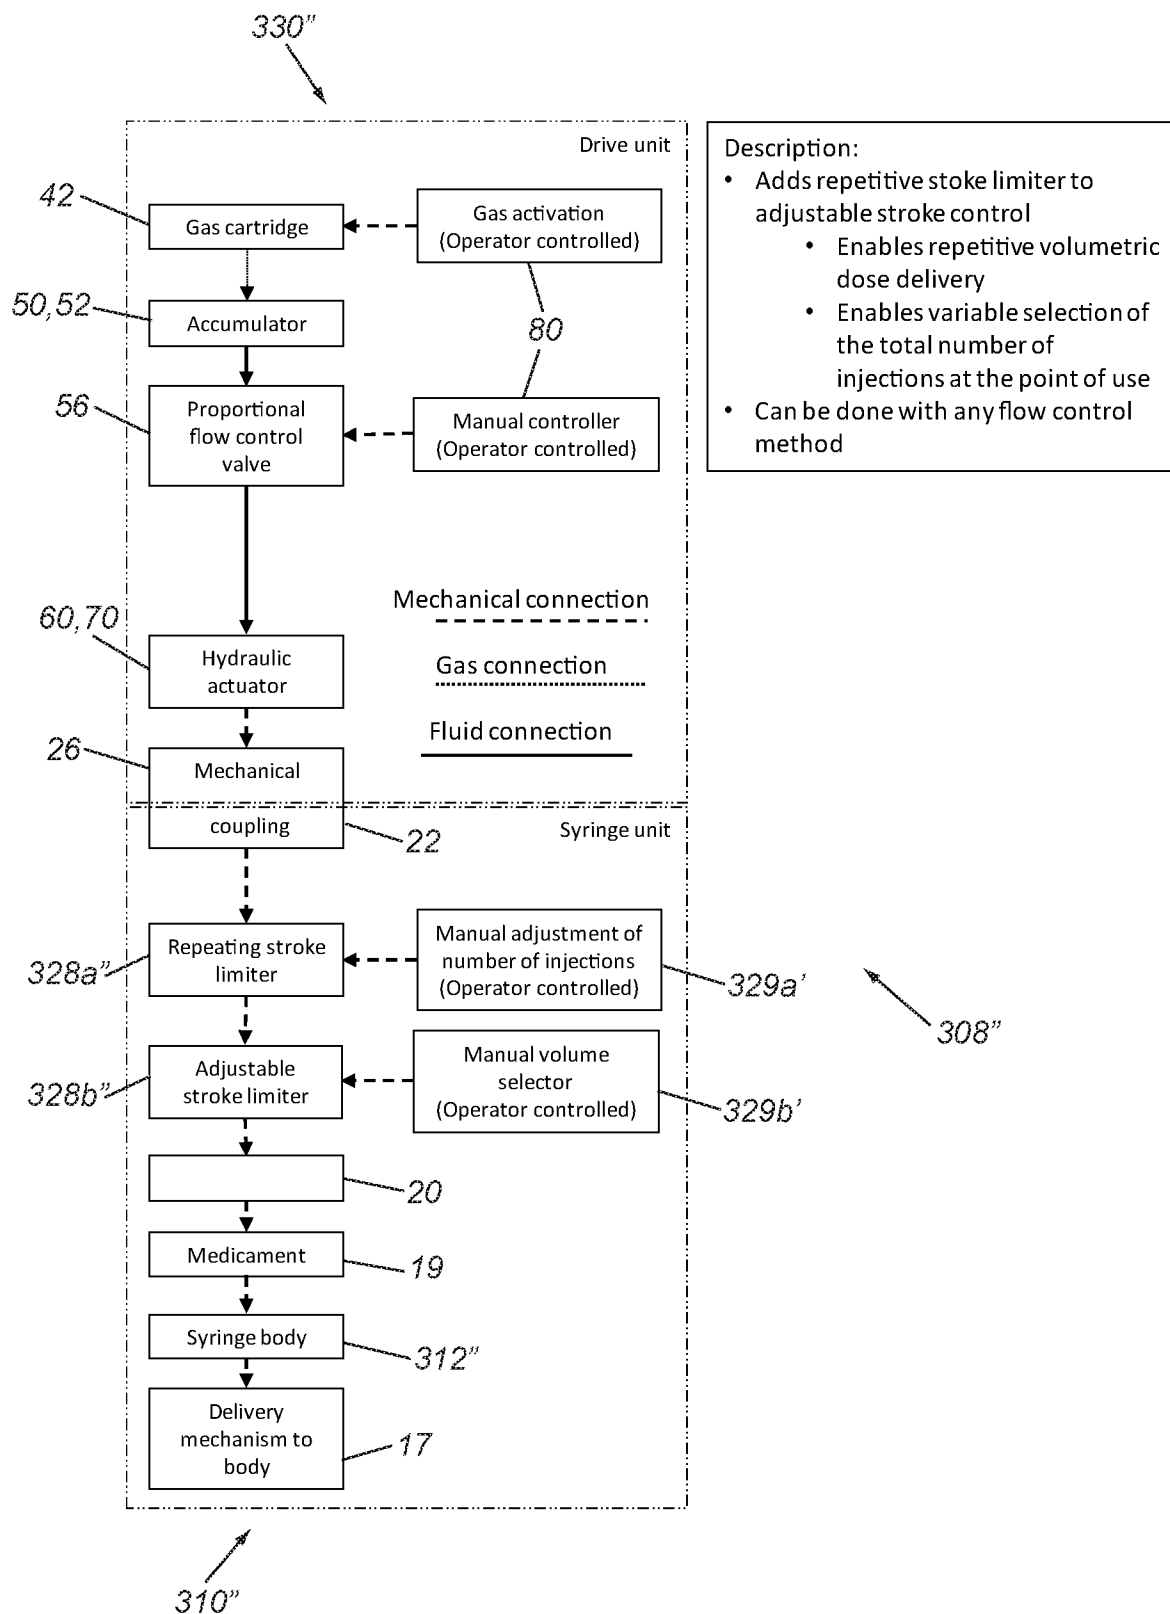 330”
Drive unit
42
Gas cartridge
Gas activation
(Operator controlled)
50,52
Accumulator
80
56
Proportional
flow control
valve
Manual controller
(Operator controlled)
Description:
• Adds repetitive stoke limiter to
adjustable stroke control
• Enables repetitive volumetric
dose delivery
• Enables variable selection of
the total number of
injections at the point of use
• Can be done with any flow control
method
60,70
Hydraulic
actuator
Mechanical connection
Gas connection
Fluid connection
26
Mechanical
coupling
22
Syringe unit
328a”
Repeating stroke
limiter
Manual adjustment of
number of injections
(Operator controlled)
329a’
308”
328b”
Adjustable
stroke limiter
Manual volume
selector
(Operator controlled)
329b’
20
Medicament
19
Syringe body
312”
Delivery
mechanism to
body
17
310”